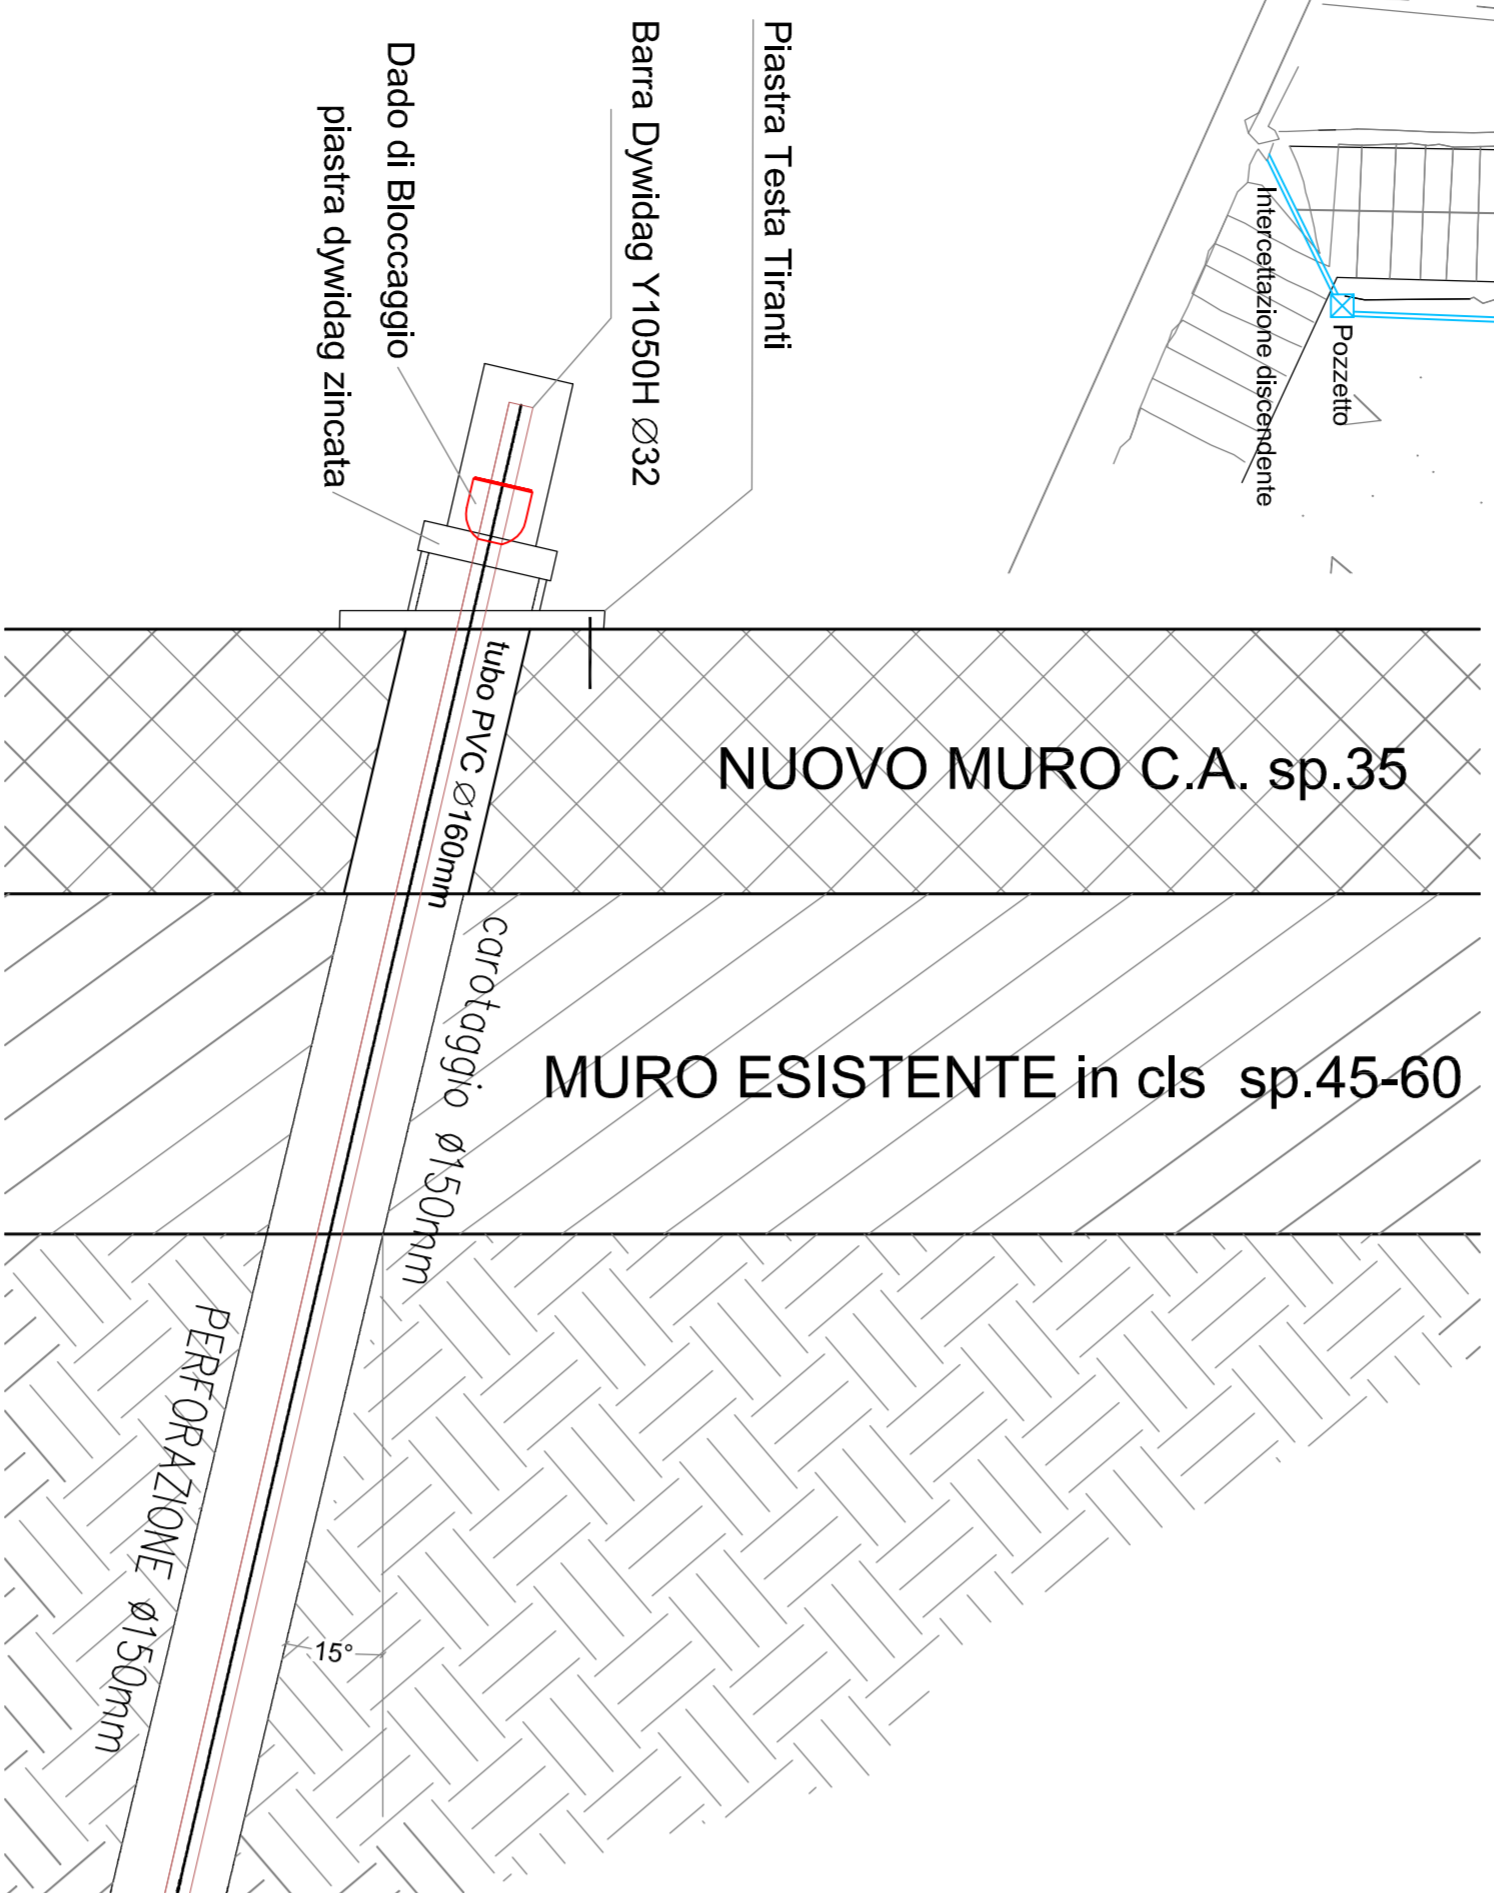 Piastra Testa Tiranti
Barra Dywidag Y1050H Ø32
Dado di Bloccaggio
piastra dywidag zincata
Intercettazione discendente
Pozzetto
tubo PVC Ø160mm
NUOVO MURO C.A. sp.35
carotaggio Ø150mm
MURO ESISTENTE in cls sp.45-60
PERFORAZIONE Ø150mm
15°